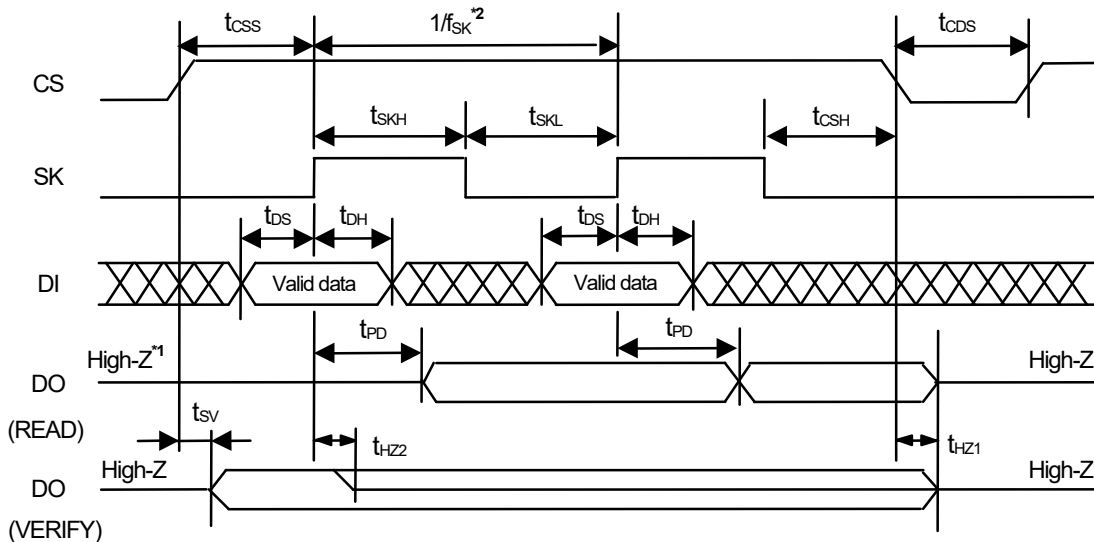 tCSS 1/fSK*2 tCDS
CS
tSKH tSKL tCSH
SK
tDS tDH tDS tDH
DI Valid data Valid data
tPD tPD
High-Z*1 High-Z
DO
(READ)
tSV tHZ2 tHZ1
High-Z High-Z
DO
(VERIFY)